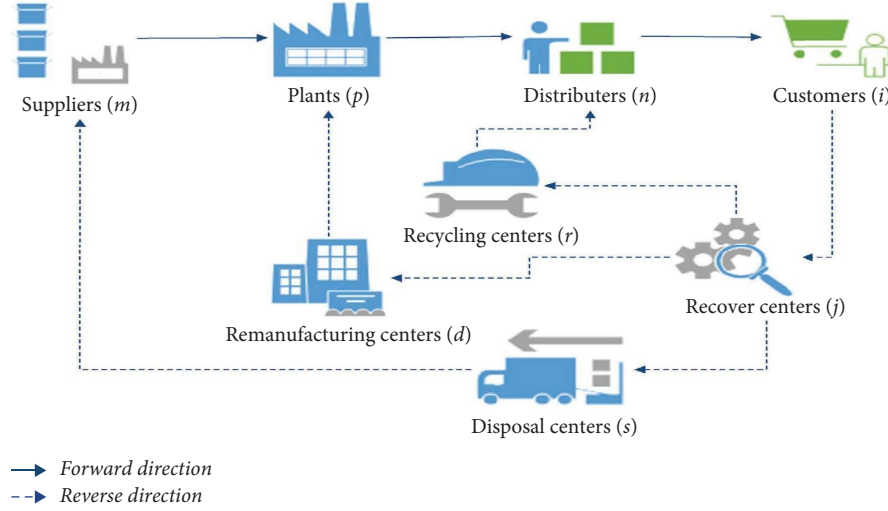 Suppliers (m)
Plants (p)
Distributers (n)
Customers (i)
Recycling centers (r)
Recover centers (j)
Remanufacturing centers (d)
Disposal centers (s)
Forward direction
Reverse direction